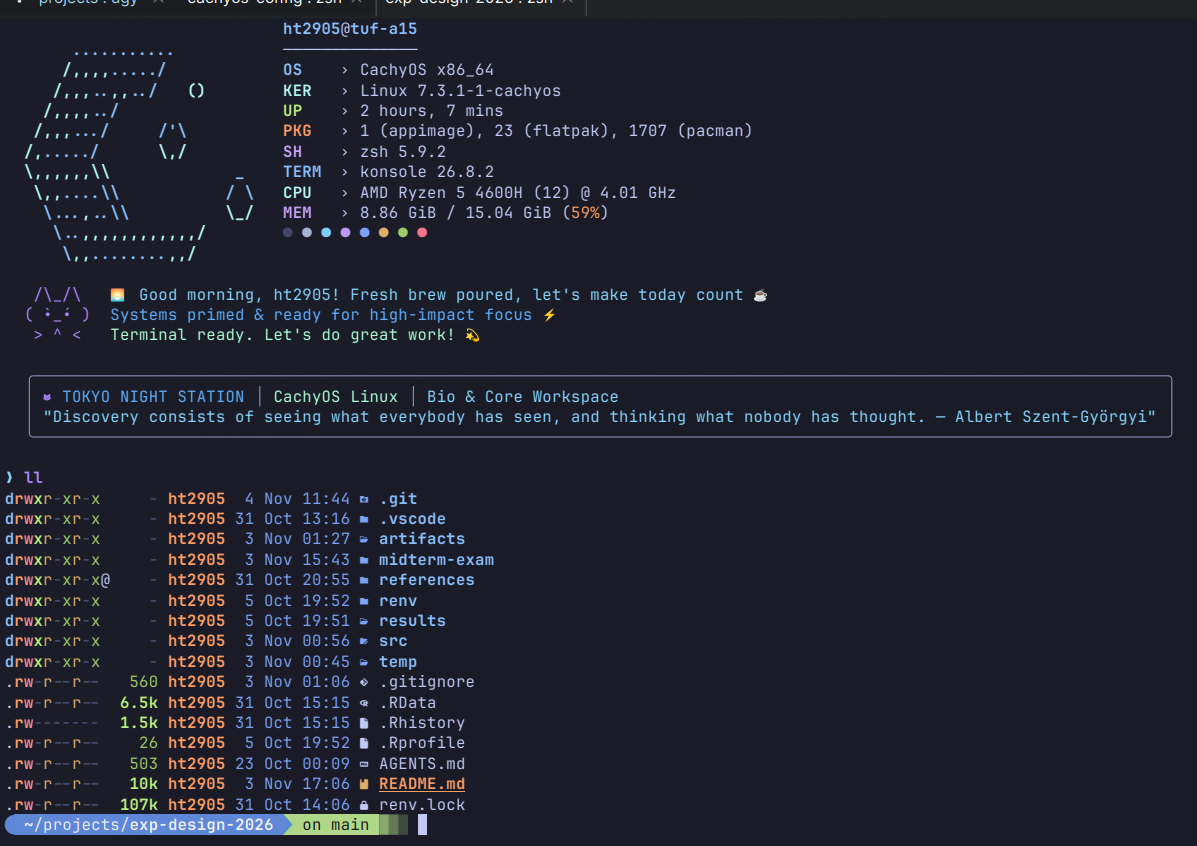 projects : agy × cachyos-config : zsh × exp-design-2026 : zsh ×
ht2905@tuf-a15
OS › CachyOS x86_64
KER › Linux 7.3.1-1-cachyos
UP › 2 hours, 7 mins
PKG › 1 (appimage), 23 (flatpak), 1707 (pacman)
SH › zsh 5.9.2
TERM › konsole 26.8.2
CPU › AMD Ryzen 5 4600H (12) @ 4.01 GHz
MEM › 8.86 GiB / 15.04 GiB (59%)
🌅 Good morning, ht2905! Fresh brew poured, let's make today count ☕
Systems primed & ready for high-impact focus ⚡
Terminal ready. Let's do great work! 💫
TOKYO NIGHT STATION │ CachyOS Linux │ Bio & Core Workspace
"Discovery consists of seeing what everybody has seen, and thinking what nobody has thought. — Albert Szent-Györgyi"
❯ ll
drwxr-xr-x - ht2905 4 Nov 11:44 .git
drwxr-xr-x - ht2905 31 Oct 13:16 .vscode
drwxr-xr-x - ht2905 3 Nov 01:27 artifacts
drwxr-xr-x - ht2905 3 Nov 15:43 midterm-exam
drwxr-xr-x@ - ht2905 31 Oct 20:55 references
drwxr-xr-x - ht2905 5 Oct 19:52 renv
drwxr-xr-x - ht2905 5 Oct 19:51 results
drwxr-xr-x - ht2905 3 Nov 00:56 src
drwxr-xr-x - ht2905 3 Nov 00:45 temp
.rw-r--r-- 560 ht2905 3 Nov 01:06 .gitignore
.rw-r--r-- 6.5k ht2905 31 Oct 15:15 .RData
.rw------- 1.5k ht2905 31 Oct 15:15 .Rhistory
.rw-r--r-- 26 ht2905 5 Oct 19:52 .Rprofile
.rw-r--r-- 503 ht2905 23 Oct 00:09 AGENTS.md
.rw-r--r-- 10k ht2905 3 Nov 17:06 README.md
.rw-r--r-- 107k ht2905 31 Oct 14:06 renv.lock
~/projects/exp-design-2026 on main